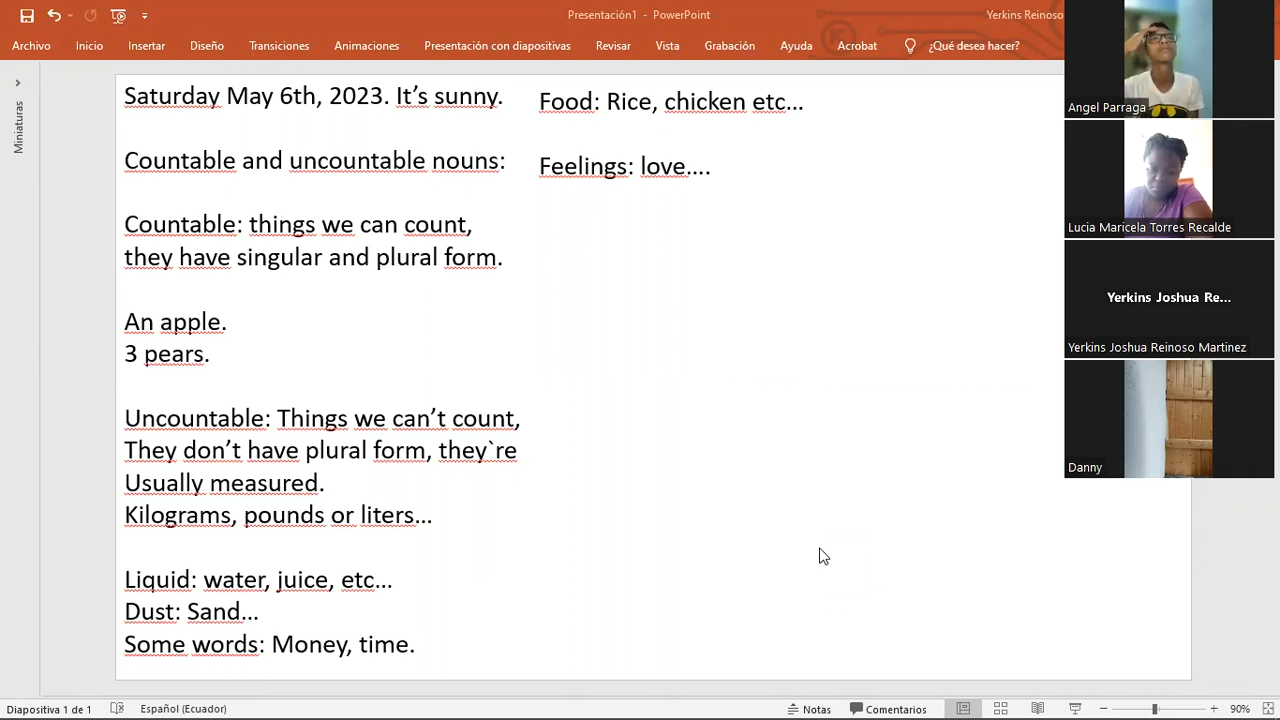 Presentación1 - PowerPoint
Yerkins Reinoso
Archivo Inicio Insertar Diseño Transiciones Animaciones Presentación con diapositivas Revisar Vista Grabación Ayuda Acrobat ¿Qué desea hacer?
Miniaturas
Saturday May 6th, 2023. It’s sunny.
Countable and uncountable nouns:
Countable: things we can count,
they have singular and plural form.
An apple.
3 pears.
Uncountable: Things we can’t count,
They don’t have plural form, they`re
Usually measured.
Kilograms, pounds or liters…
Liquid: water, juice, etc…
Dust: Sand…
Some words: Money, time.
Food: Rice, chicken etc…
Feelings: love….
Angel Parraga
Lucia Maricela Torres Recalde
Yerkins Joshua Re...
Yerkins Joshua Reinoso Martinez
Danny
Diapositiva 1 de 1 Español (Ecuador) Notas Comentarios 90%